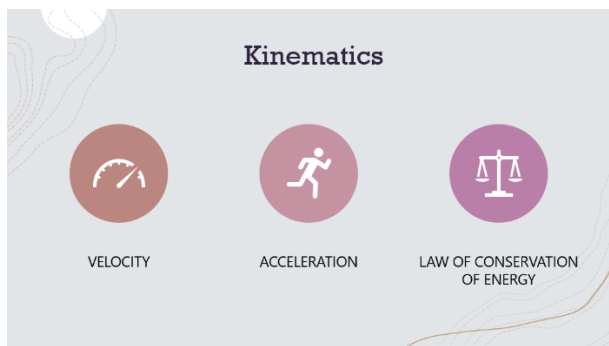 Kinematics
VELOCITY
ACCELERATION
LAW OF CONSERVATION
OF ENERGY